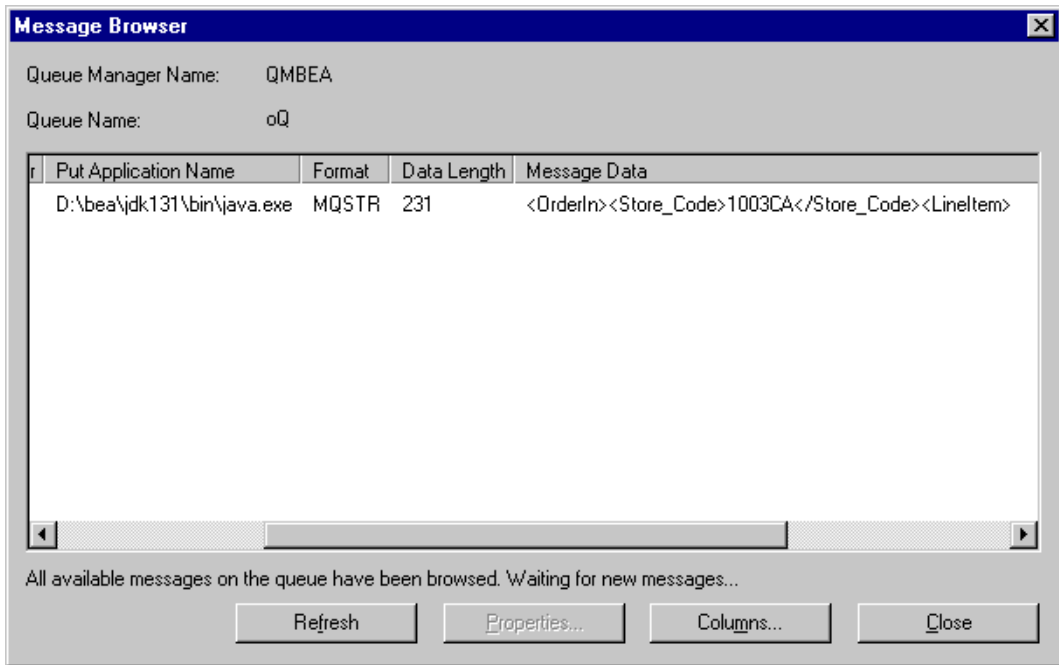 Message Browser
Queue Manager Name: QMBEA
Queue Name: oQ
r Put Application Name Format Data Length Message Data
D:\bea\jdk131\bin\java.exe MQSTR 231 <OrderIn><Store_Code>1003CA</Store_Code><LineItem>
All available messages on the queue have been browsed. Waiting for new messages...
Refresh Properties... Columns... Close